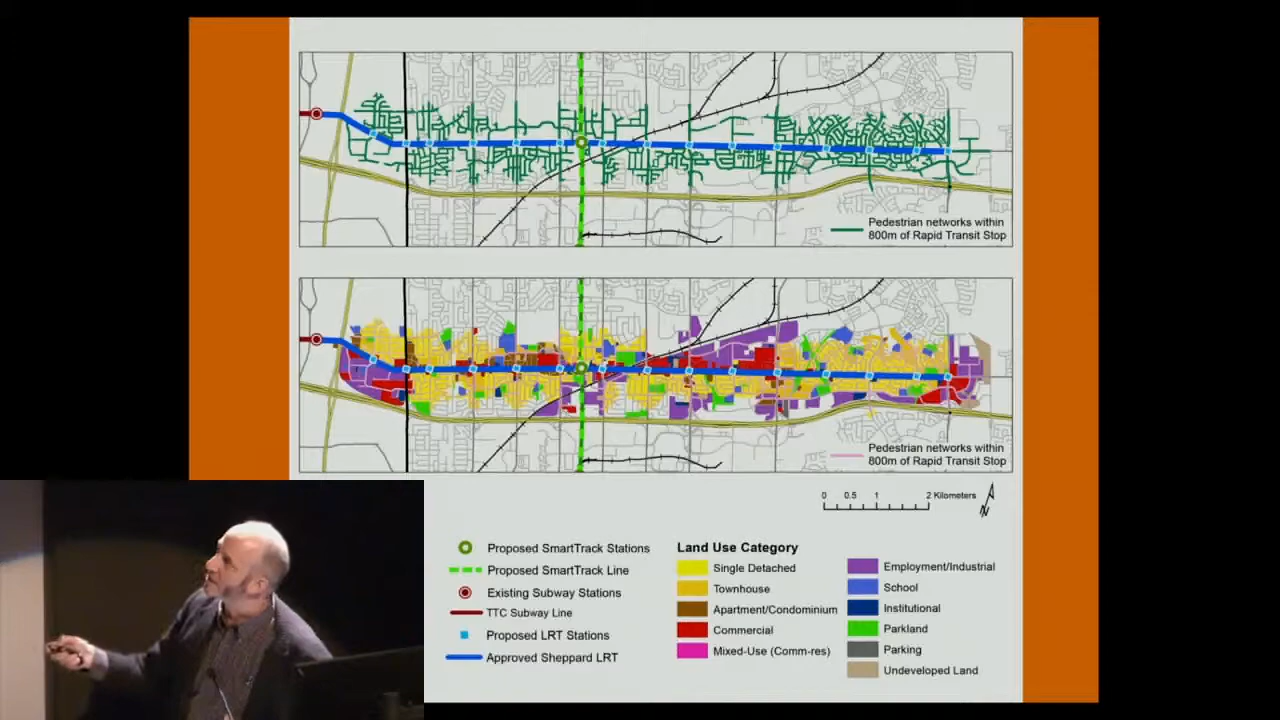 Pedestrian networks within
800m of Rapid Transit Stop
Pedestrian networks within
800m of Rapid Transit Stop
0 0.5 1 2 Kilometers
N
Proposed SmartTrack Stations
Proposed SmartTrack Line
Existing Subway Stations
TTC Subway Line
Proposed LRT Stations
Approved Sheppard LRT
Land Use Category
Single Detached
Townhouse
Apartment/Condominium
Commercial
Mixed-Use (Comm-res)
Employment/Industrial
School
Institutional
Parkland
Parking
Undeveloped Land